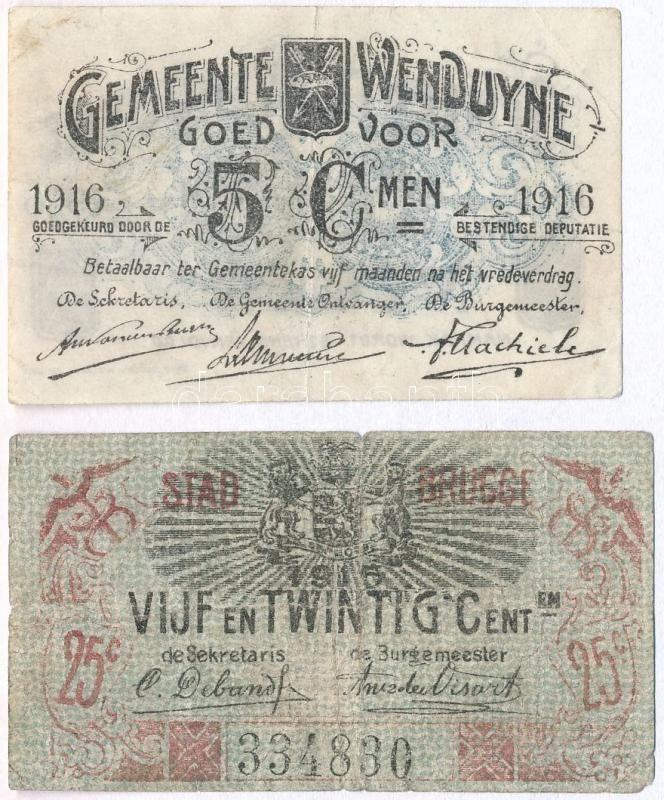 GEMEENTE WENDUYNE
GOED VOOR
1916 5 CMEN 1916
GOEDGEKEURD DOOR DE BESTENDIGE DEPUTATIE
Betaalbaar ter Gemeentekas vijf maanden na het vredeverdrag.
De Sekretaris, De Gemeente Ontvanger, De Burgemeester,
darabanth
STAD BRUGGE
VIJF EN TWINTIG CENTEM
25c de Sekretaris de Burgemeester 25c
334830